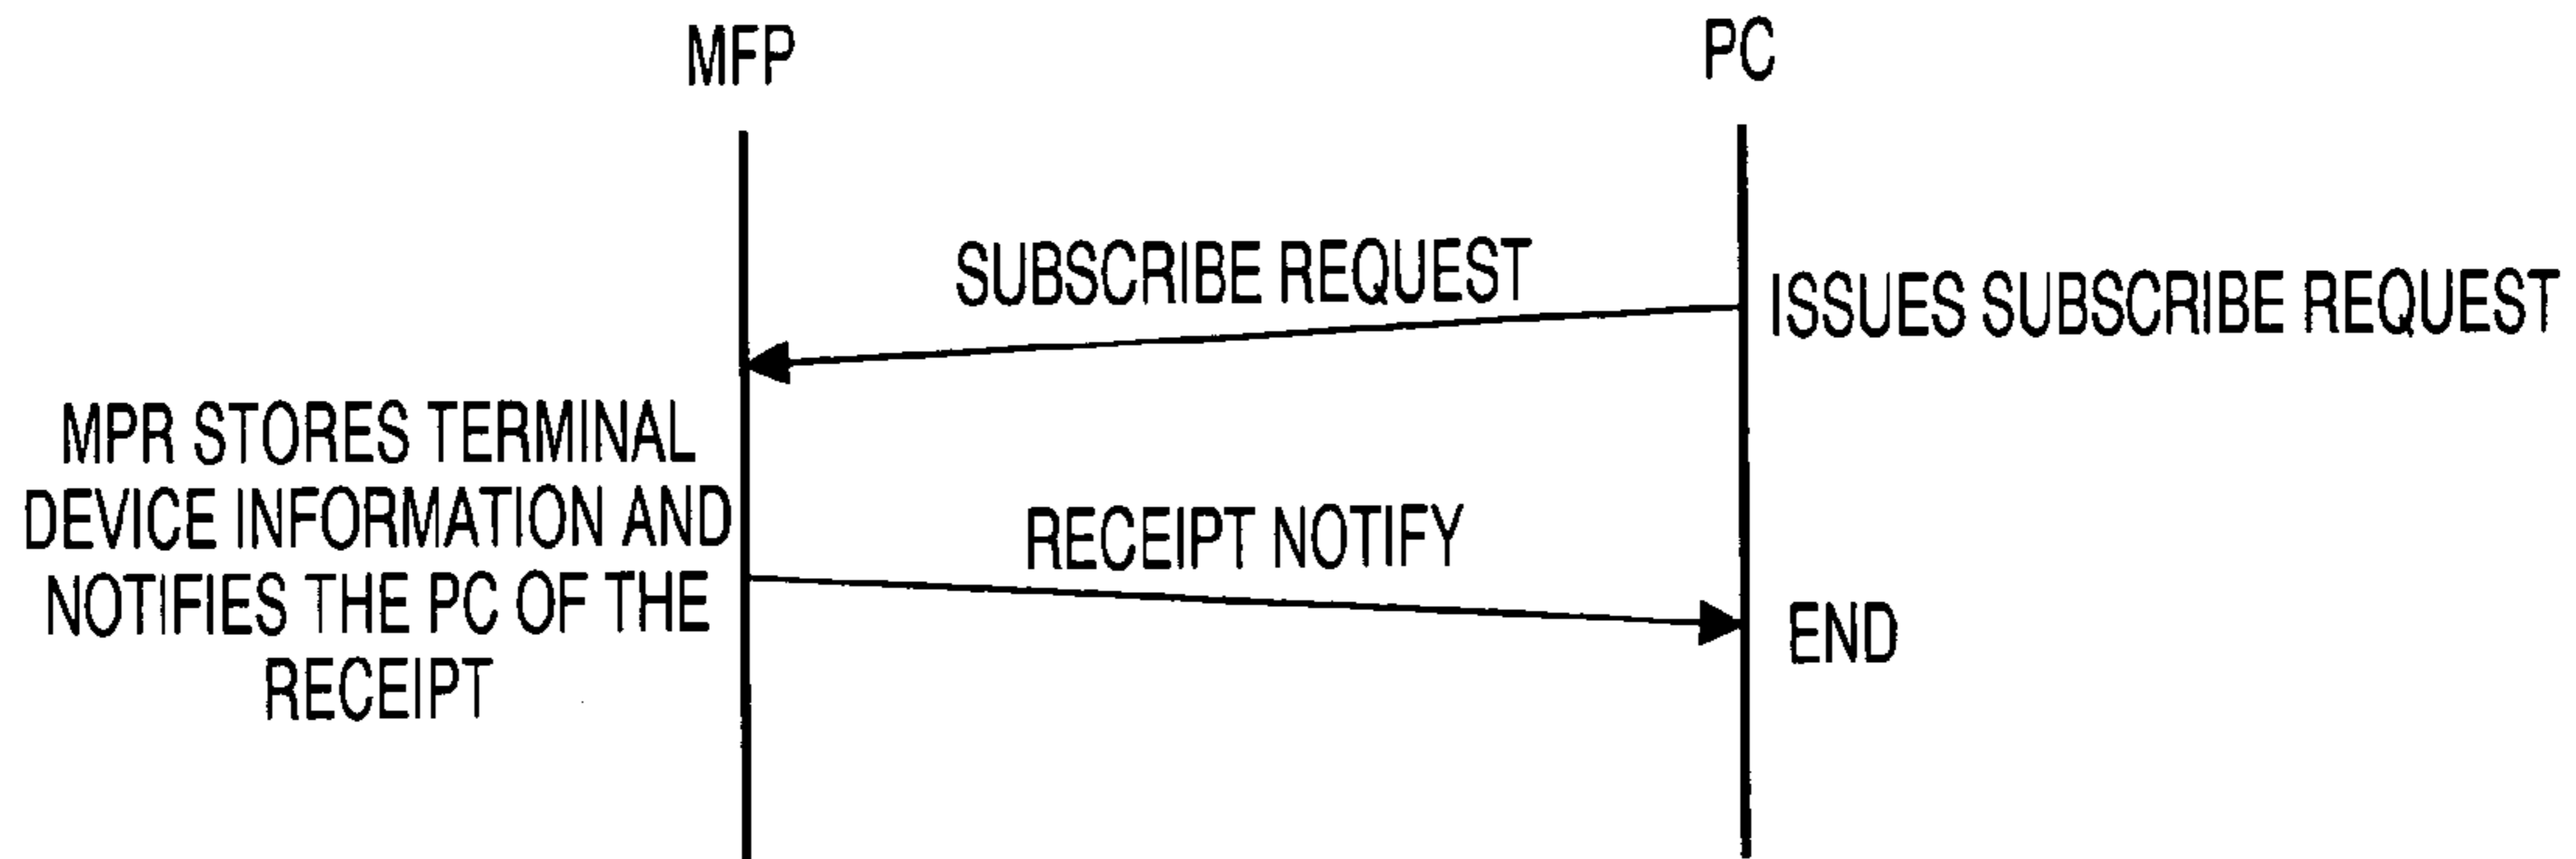 MFP
PC
SUBSCRIBE REQUEST
ISSUES SUBSCRIBE REQUEST
MPR STORES TERMINAL
DEVICE INFORMATION AND
NOTIFIES THE PC OF THE
RECEIPT
RECEIPT NOTIFY
END